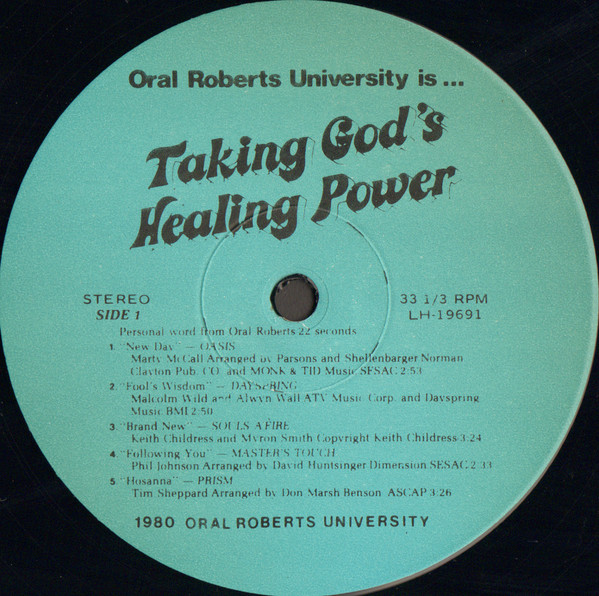 Oral Roberts University is ...
Taking God's
Healing Power
STEREO
SIDE 1
33 1/3 RPM
LH-19691
Personal word from Oral Roberts 22 seconds
1. "New Day" — OASIS
Marty McCall Arranged by Parsons and Shellenbarger Norman
Clayton Pub. CO. and MONK & TID Music SESAC 2:53
2. "Fool's Wisdom" — DAYSPRING
Malcolm Wild and Alwyn Wall ATV Music Corp. and Dayspring
Music BMI 2:50
3. "Brand New" — SOULS AFIRE
Keith Childress and Myron Smith Copyright Keith Childress 3:24
4. "Following You" — MASTER'S TOUCH
Phil Johnson Arranged by David Huntsinger Dimension SESAC 2:33
5. "Hosanna" — PRISM
Tim Sheppard Arranged by Don Marsh Benson ASCAP 3:26
1980 ORAL ROBERTS UNIVERSITY